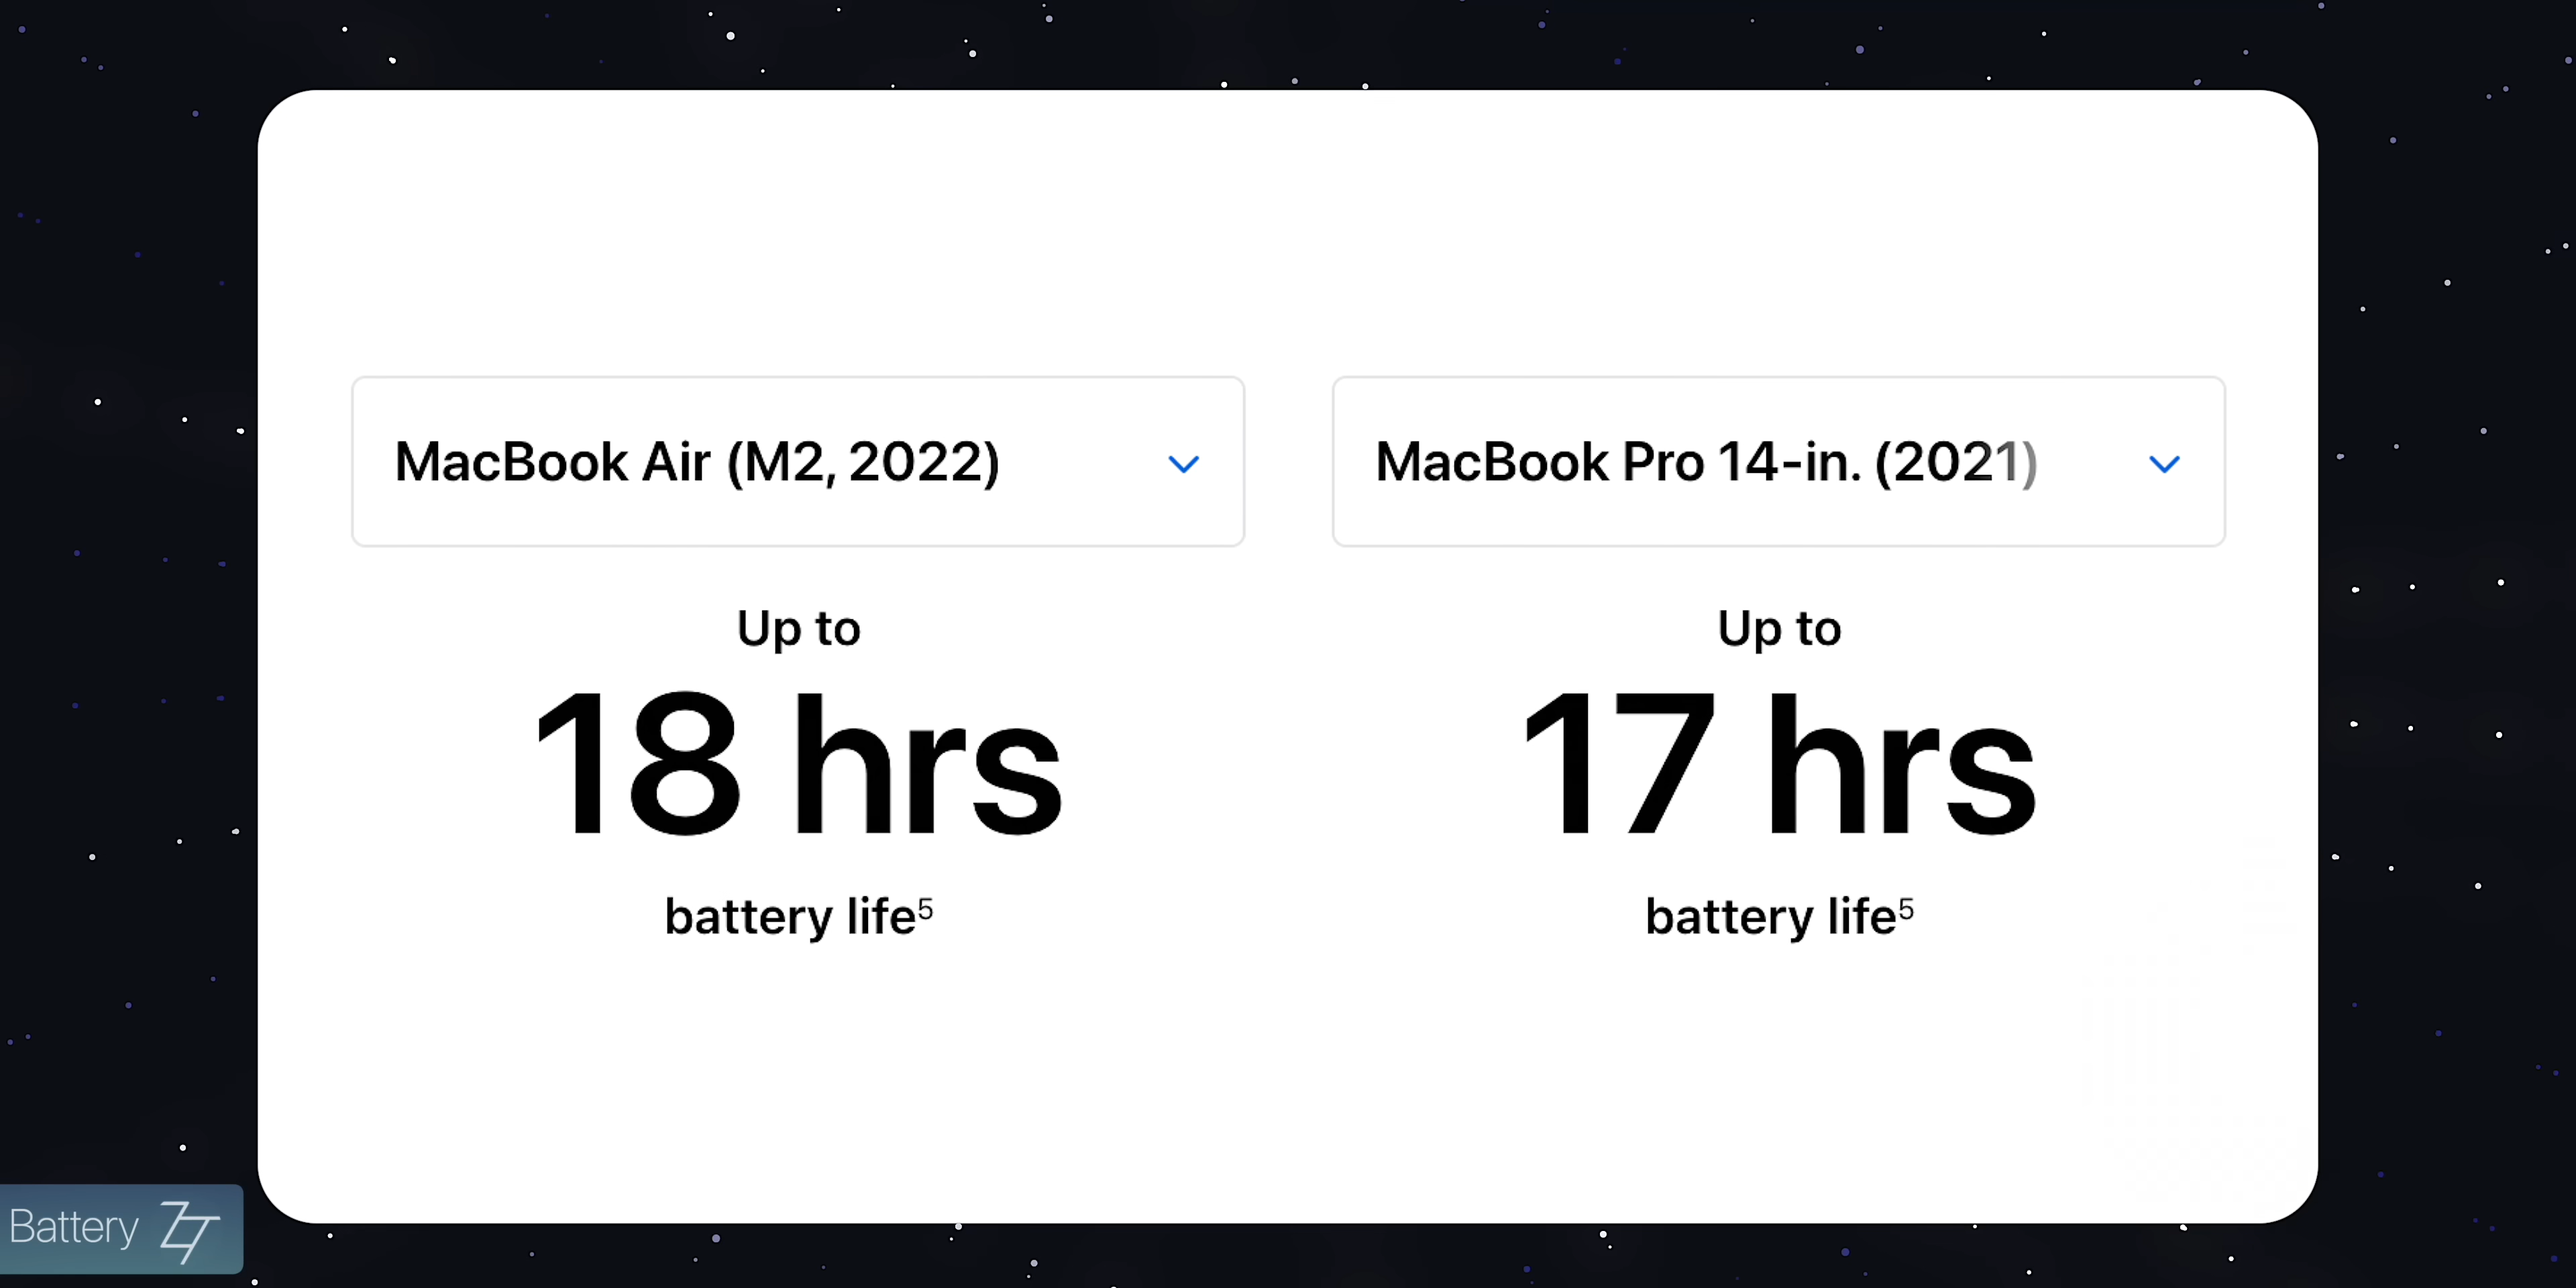 MacBook Air (M2, 2022)
MacBook Pro 14-in. (2021)
Up to
18 hrs
battery life⁵
Up to
17 hrs
battery life⁵
Battery